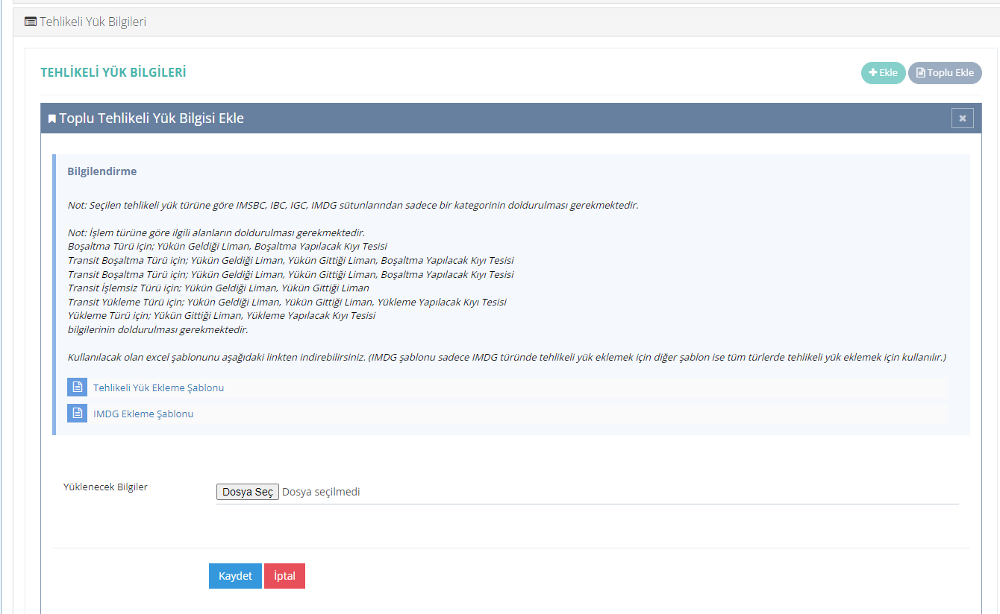 Tehlikeli Yük Bilgileri
TEHLİKELİ YÜK BİLGİLERİ
Ekle
Toplu Ekle
Toplu Tehlikeli Yük Bilgisi Ekle
Bilgilendirme
Not: Seçilen tehlikeli yük türüne göre IMSBC, IBC, IGC, IMDG sütunlarından sadece bir kategorinin doldurulması gerekmektedir.
Not: İşlem türüne göre ilgili alanların doldurulması gerekmektedir.
Boşaltma Türü için; Yükün Geldiği Liman, Boşaltma Yapılacak Kıyı Tesisi
Transit Boşaltma Türü için; Yükün Geldiği Liman, Yükün Gittiği Liman, Boşaltma Yapılacak Kıyı Tesisi
Transit Boşaltma Türü için; Yükün Geldiği Liman, Yükün Gittiği Liman, Boşaltma Yapılacak Kıyı Tesisi
Transit İşlemsiz Türü için; Yükün Geldiği Liman, Yükün Gittiği Liman
Transit Yükleme Türü için; Yükün Geldiği Liman, Yükün Gittiği Liman, Yükleme Yapılacak Kıyı Tesisi
Yükleme Türü için; Yükün Gittiği Liman, Yükleme Yapılacak Kıyı Tesisi
bilgilerinin doldurulması gerekmektedir.
Kullanılacak olan excel şablonunu aşağıdaki linkten indirebilirsiniz. (IMDG şablonu sadece IMDG türünde tehlikeli yük eklemek için diğer şablon ise tüm türlerde tehlikeli yük eklemek için kullanılır.)
Tehlikeli Yük Ekleme Şablonu
IMDG Ekleme Şablonu
Yüklenecek Bilgiler
Dosya Seç Dosya seçilmedi
Kaydet
İptal